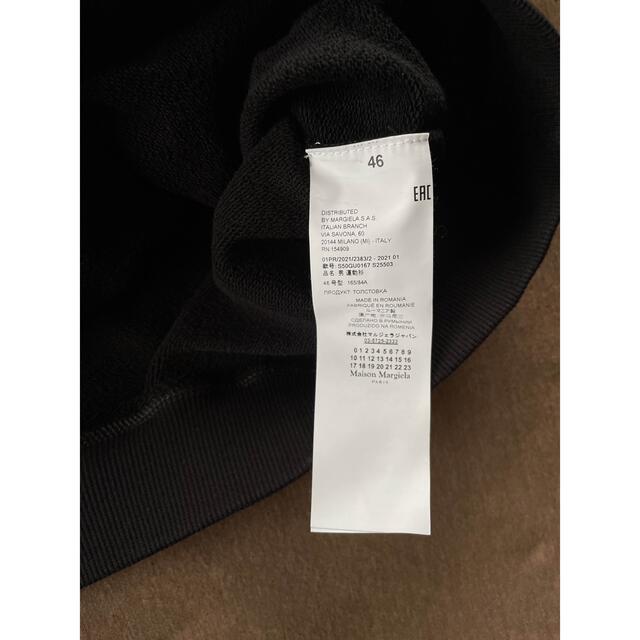 46
EAC
DISTRIBUTED
BY MARGIELA S.A.S.
ITALIAN BRANCH
VIA SAVONA, 60
20144 MILANO (MI) - ITALY
RN 154909
01PR/2021/2383/2 - 2021 01
款号: S50GU0167 S25503
品名: 男 運動衫
46 号型: 165/84A
ПРОДУКТ: ТОЛСТОВКА
MADE IN ROMANIA
FABRIQUÉ EN ROUMANIE
ルーマニア製
СДЕЛАНО В РУМЫНИИ
PRODUZIDO NA ROMENIA
株式会社マルジェラジャパン
03-5725-2333
0 1 2 3 4 5 6 7 8 9
10 11 12 13 14 15 16
17 18 19 20 21 22 23
Maison Margiela
PARIS